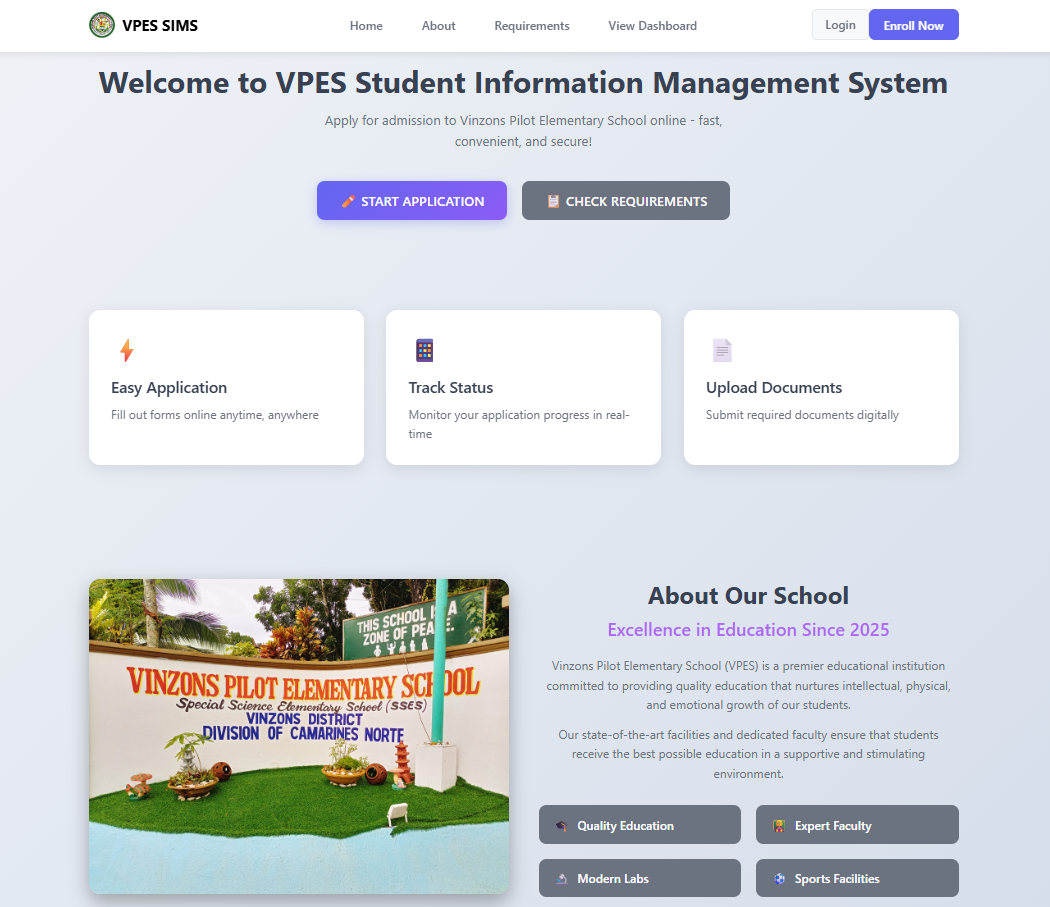 VPES SIMS
Home
About
Requirements
View Dashboard
Login
Enroll Now
Welcome to VPES Student Information Management System
Apply for admission to Vinzons Pilot Elementary School online - fast,
convenient, and secure!
START APPLICATION
CHECK REQUIREMENTS
Easy Application
Fill out forms online anytime, anywhere
Track Status
Monitor your application progress in real-
time
Upload Documents
Submit required documents digitally
THIS SCHOOL IS A
ZONE OF PEACE.
VINZONS PILOT ELEMENTARY SCHOOL
Special Science Elementary School (SSES)
VINZONS DISTRICT
DIVISION OF CAMARINES NORTE
About Our School
Excellence in Education Since 2025
Vinzons Pilot Elementary School (VPES) is a premier educational institution
committed to providing quality education that nurtures intellectual, physical,
and emotional growth of our students.
Our state-of-the-art facilities and dedicated faculty ensure that students
receive the best possible education in a supportive and stimulating
environment.
Quality Education
Expert Faculty
Modern Labs
Sports Facilities